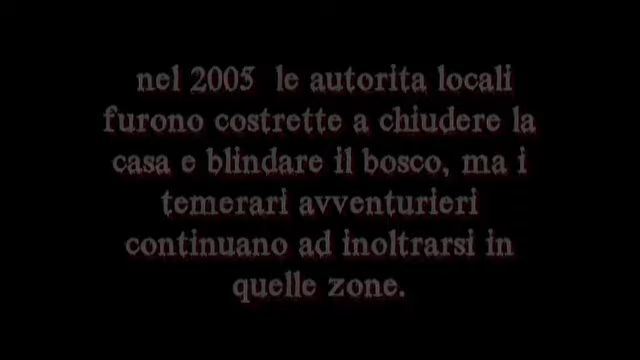 nel 2005 le autorita locali
furono costrette a chiudere la
casa e blindare il bosco, ma i
temerari avventurieri
continuano ad inoltrarsi in
quelle zone.